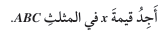 أَجِدُ قيمةَ x في المثلثِ ABC.